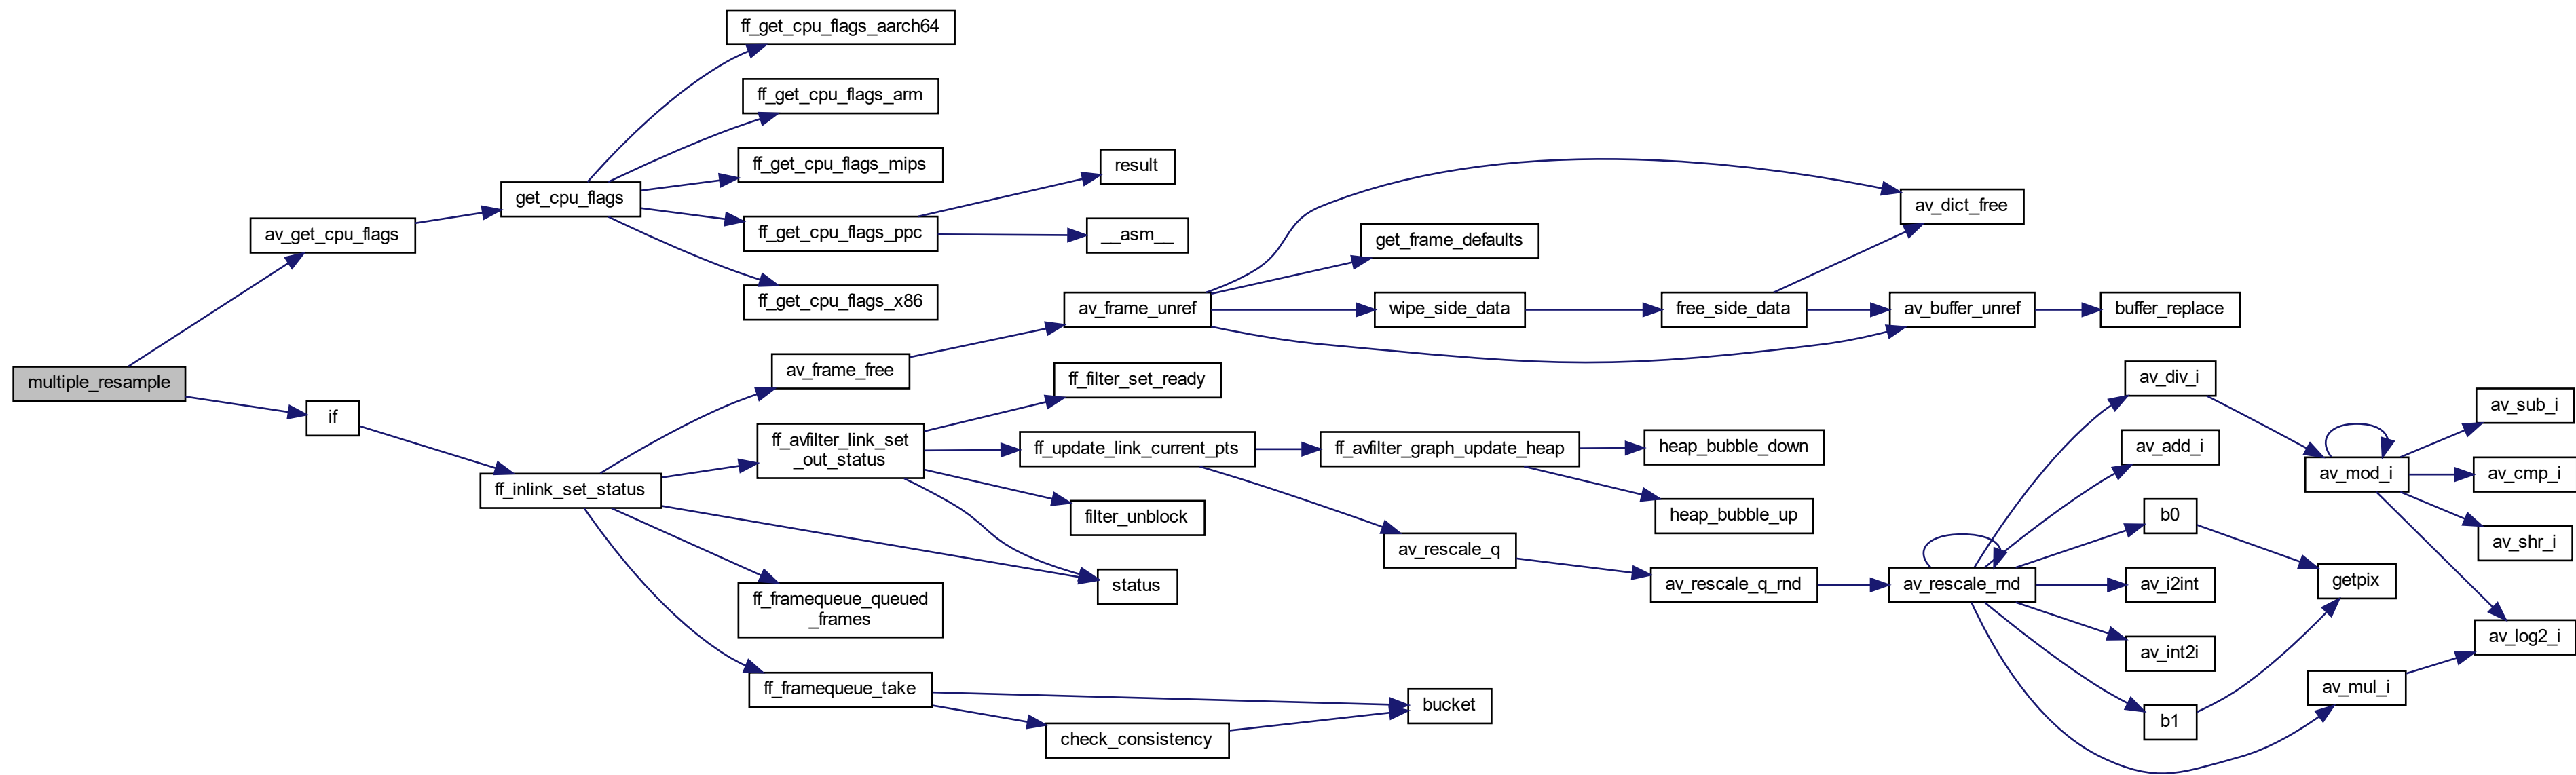 multiple_resample
av_get_cpu_flags
if
get_cpu_flags
ff_inlink_set_status
ff_get_cpu_flags_aarch64
ff_get_cpu_flags_arm
ff_get_cpu_flags_mips
ff_get_cpu_flags_ppc
ff_get_cpu_flags_x86
av_frame_free
ff_avfilter_link_set
_out_status
ff_framequeue_queued
_frames
ff_framequeue_take
result
__asm__
av_frame_unref
ff_filter_set_ready
ff_update_link_current_pts
filter_unblock
status
check_consistency
get_frame_defaults
wipe_side_data
ff_avfilter_graph_update_heap
av_rescale_q
bucket
free_side_data
heap_bubble_down
heap_bubble_up
av_rescale_q_rnd
av_dict_free
av_buffer_unref
av_rescale_rnd
buffer_replace
av_div_i
av_add_i
b0
av_i2int
av_int2i
b1
av_mod_i
getpix
av_mul_i
av_sub_i
av_cmp_i
av_shr_i
av_log2_i